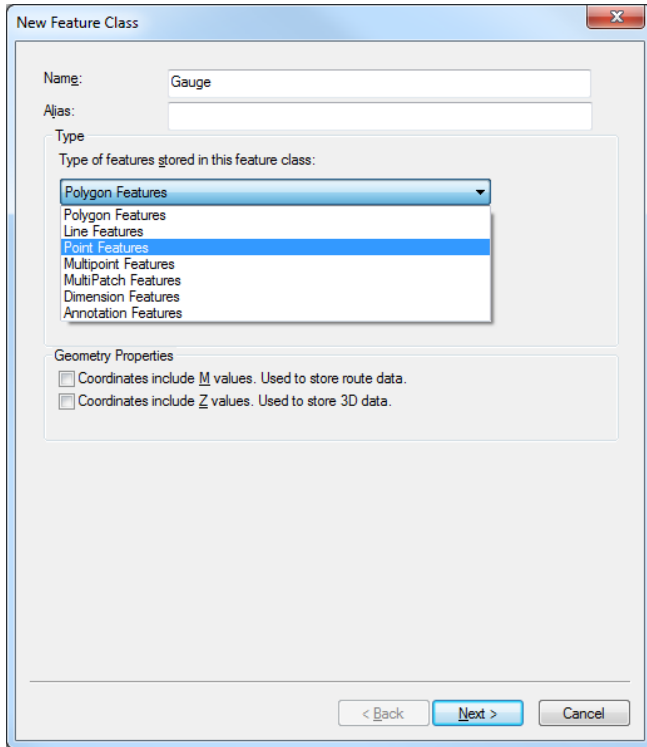 New Feature Class
Name:
Gauge
Alias:
Type
Type of features stored in this feature class:
Polygon Features
Polygon Features
Line Features
Point Features
Multipoint Features
MultiPatch Features
Dimension Features
Annotation Features
Geometry Properties
Coordinates include M values. Used to store route data.
Coordinates include Z values. Used to store 3D data.
< Back Next > Cancel